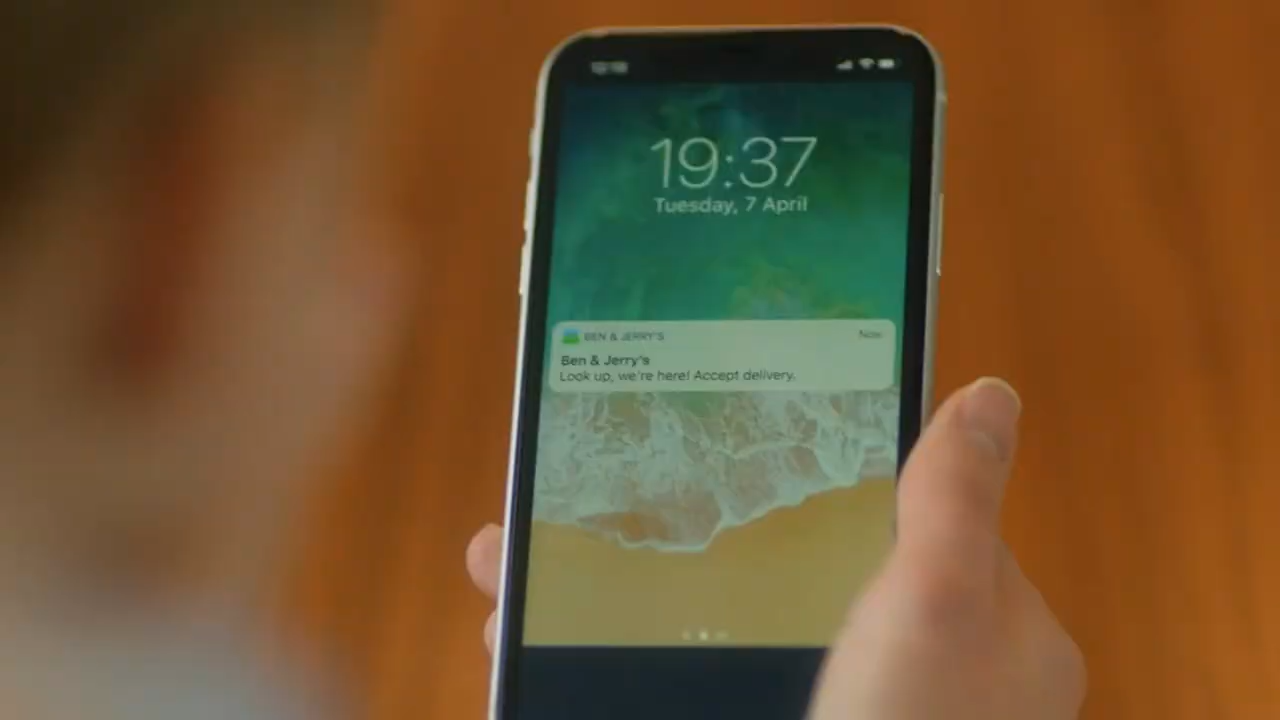 19:37
Tuesday, 7 April
BEN & JERRY'S Now
Ben & Jerry's
Look up, we're here! Accept delivery.